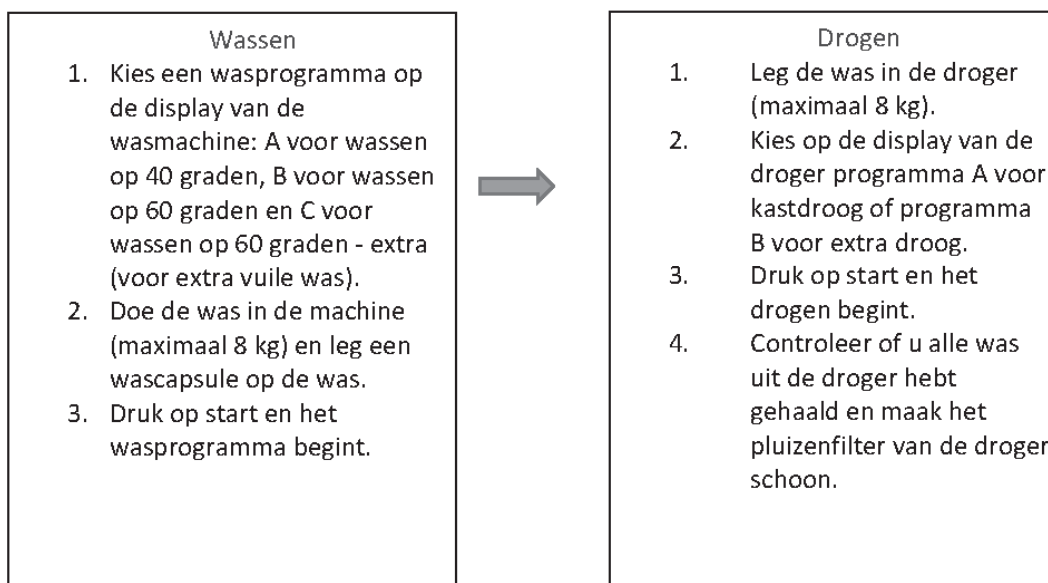 Wassen
1. Kies een wasprogramma op
de display van de
wasmachine: A voor wassen
op 40 graden, B voor wassen
op 60 graden en C voor
wassen op 60 graden - extra
(voor extra vuile was).
2. Doe de was in de machine
(maximaal 8 kg) en leg een
wascapsule op de was.
3. Druk op start en het
wasprogramma begint.
Drogen
1. Leg de was in de droger
(maximaal 8 kg).
2. Kies op de display van de
droger programma A voor
kastdroog of programma
B voor extra droog.
3. Druk op start en het
drogen begint.
4. Controleer of u alle was
uit de droger hebt
gehaald en maak het
pluizenfilter van de droger
schoon.